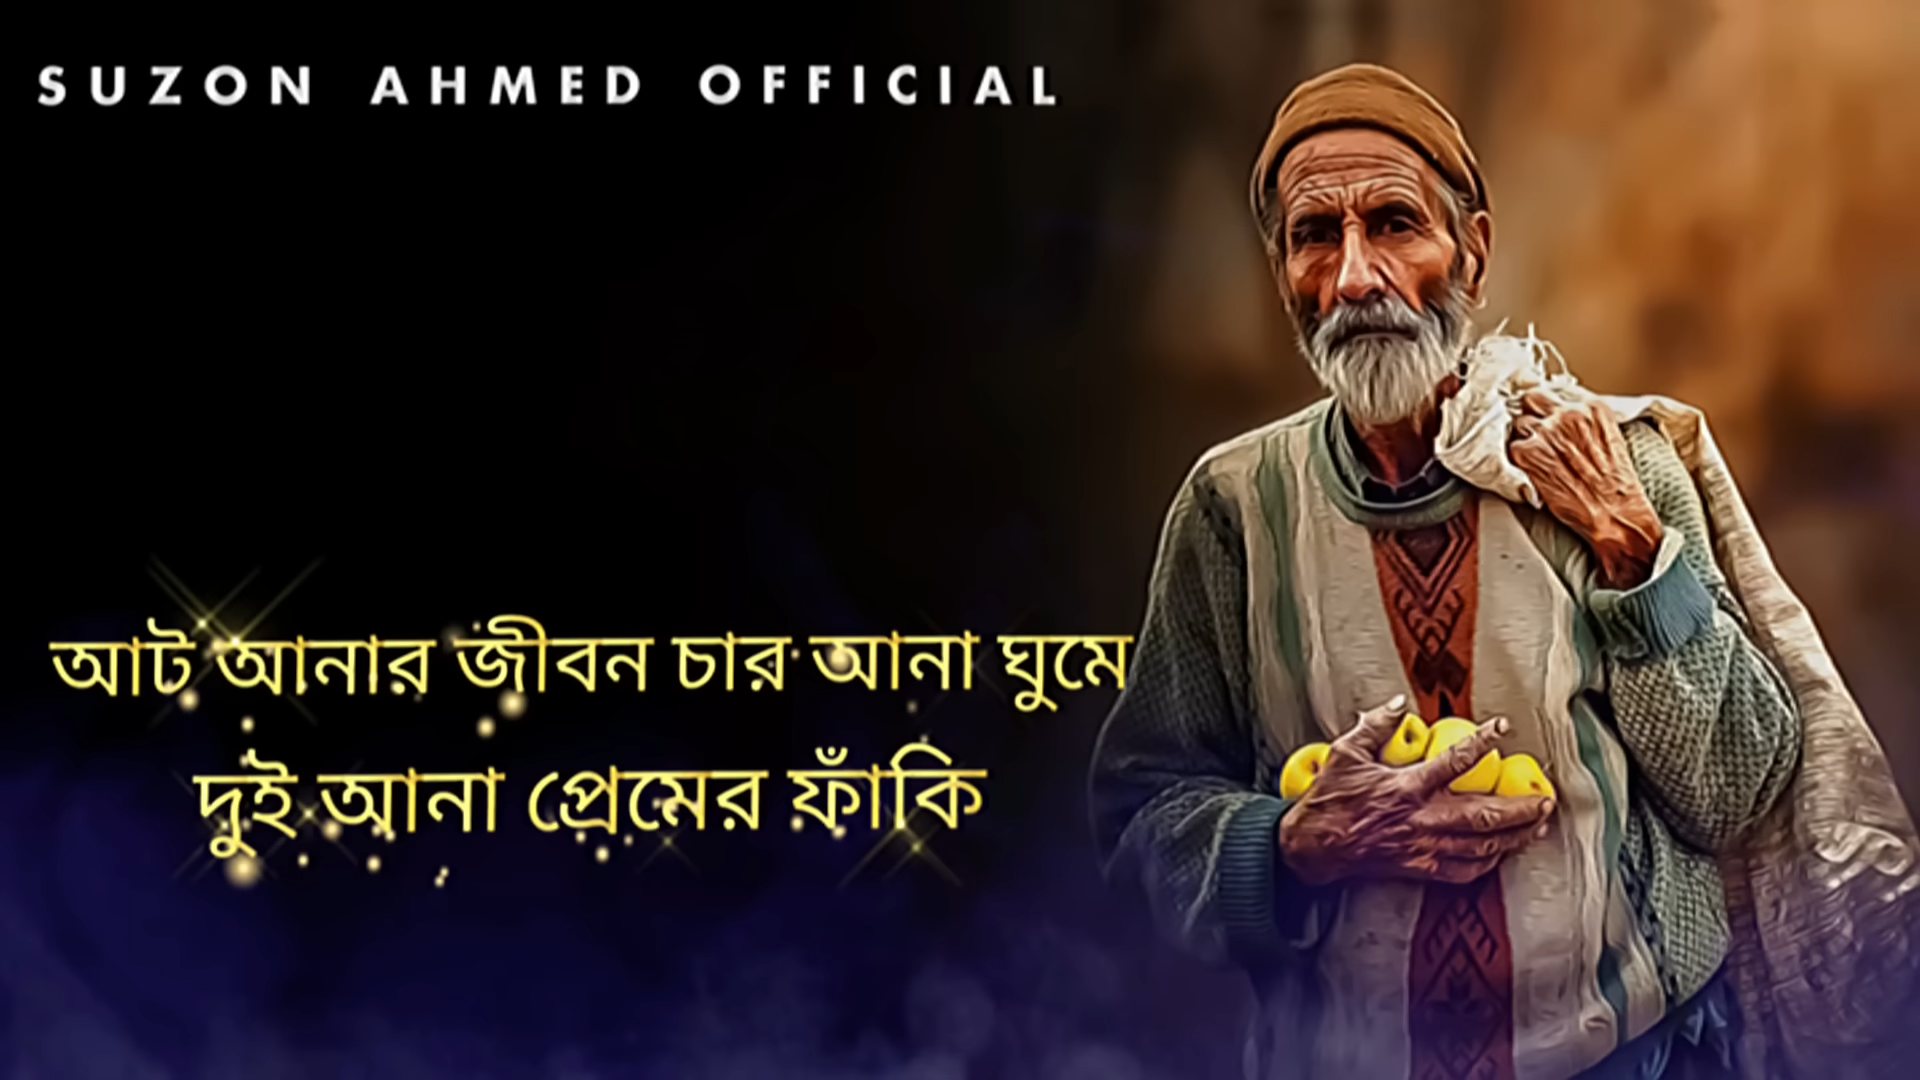 SUZON AHMED OFFICIAL
আট আনার জীবন চার আনা ঘুমে
দুই আনা প্রেমের ফাঁকি